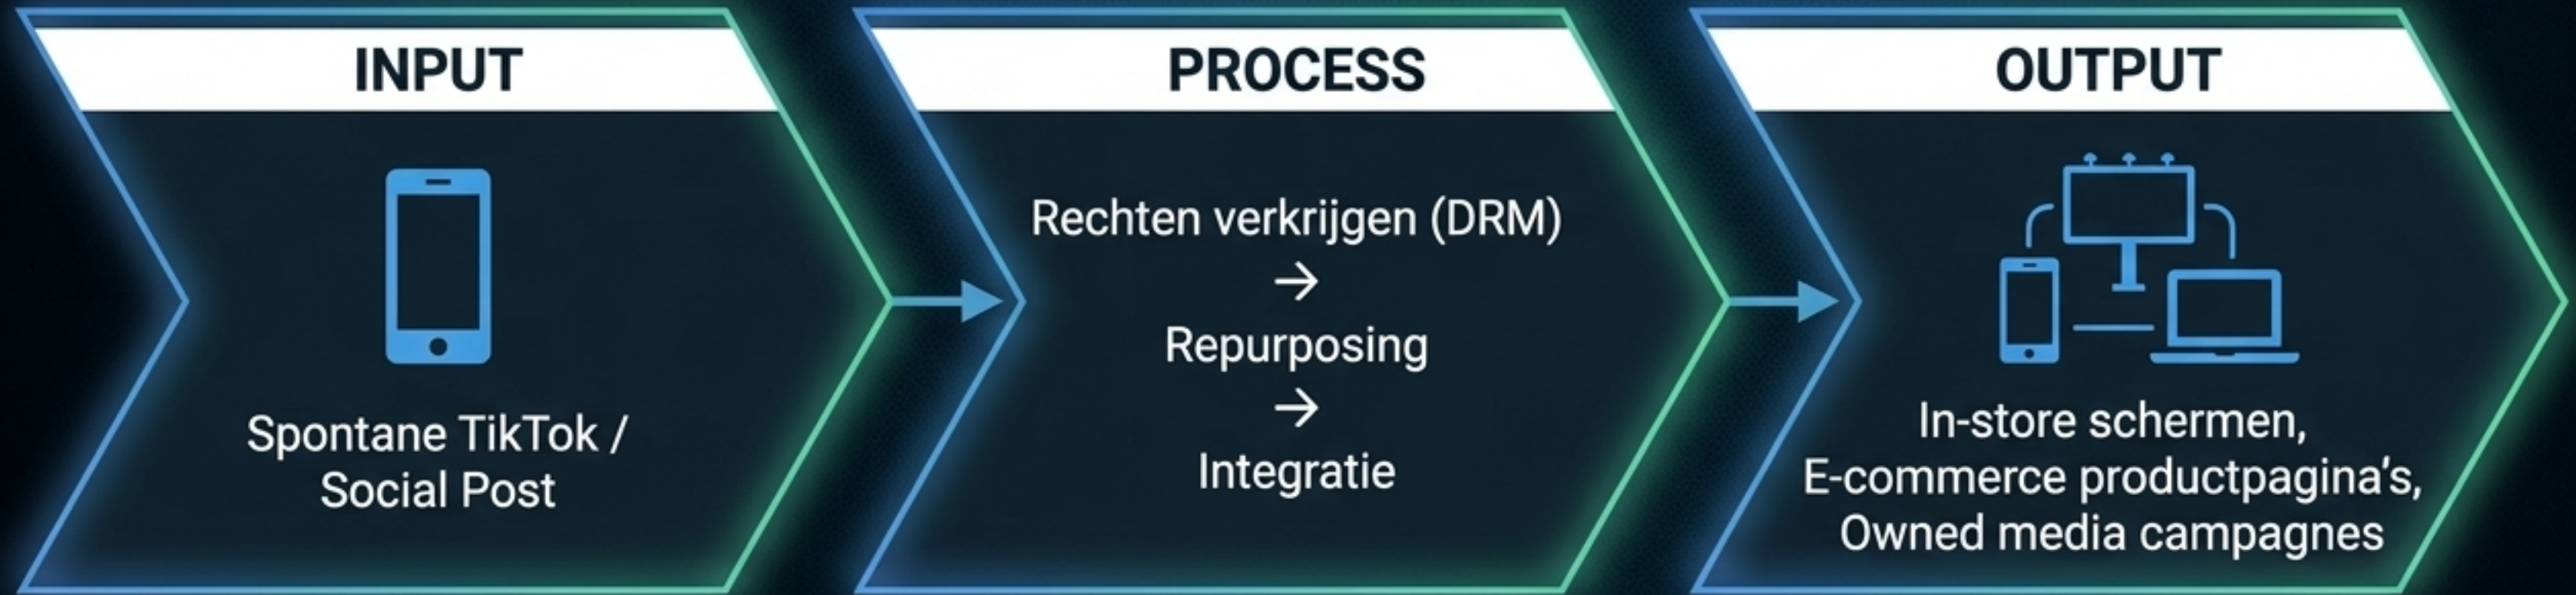 INPUT
Spontane TikTok /
Social Post
PROCESS
Rechten verkrijgen (DRM)
→
Repurposing
→
Integratie
OUTPUT
In-store schermen,
E-commerce productpagina's,
Owned media campagnes